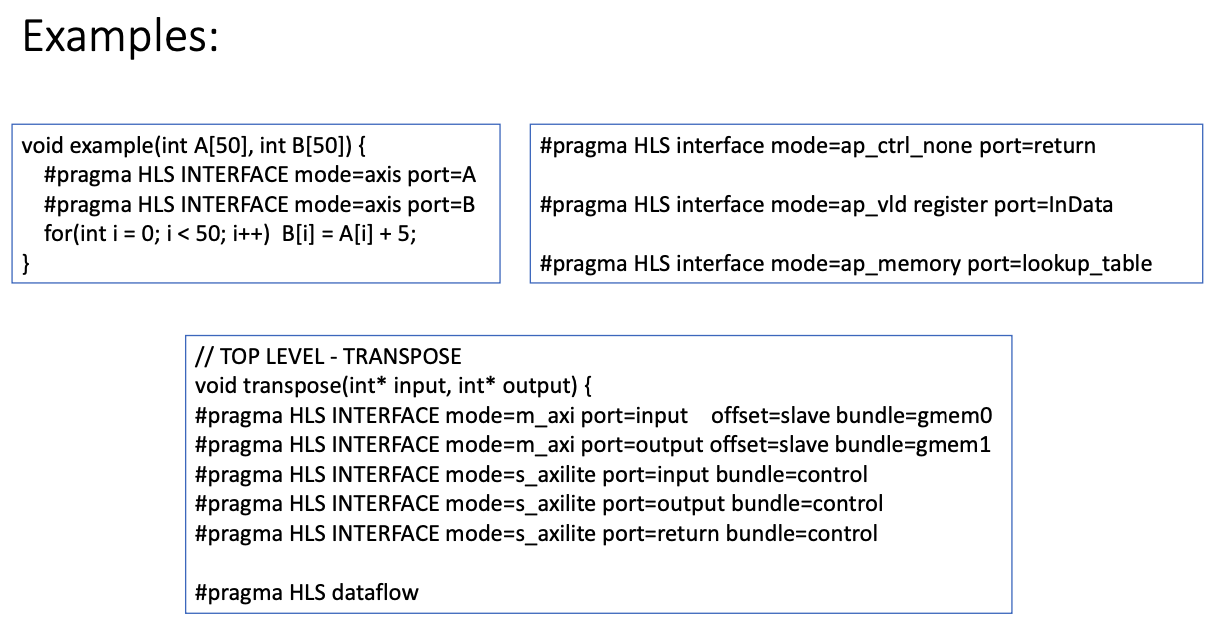 Examples:
void example(int A[50], int B[50]) {
#pragma HLS INTERFACE mode=axis port=A
#pragma HLS INTERFACE mode=axis port=B
for(int i = 0; i < 50; i++)  B[i] = A[i] + 5;
}
#pragma HLS interface mode=ap_ctrl_none port=return
#pragma HLS interface mode=ap_vld register port=InData
#pragma HLS interface mode=ap_memory port=lookup_table
// TOP LEVEL - TRANSPOSE
void transpose(int* input, int* output) {
#pragma HLS INTERFACE mode=m_axi port=input    offset=slave bundle=gmem0
#pragma HLS INTERFACE mode=m_axi port=output offset=slave bundle=gmem1
#pragma HLS INTERFACE mode=s_axilite port=input bundle=control
#pragma HLS INTERFACE mode=s_axilite port=output bundle=control
#pragma HLS INTERFACE mode=s_axilite port=return bundle=control
#pragma HLS dataflow